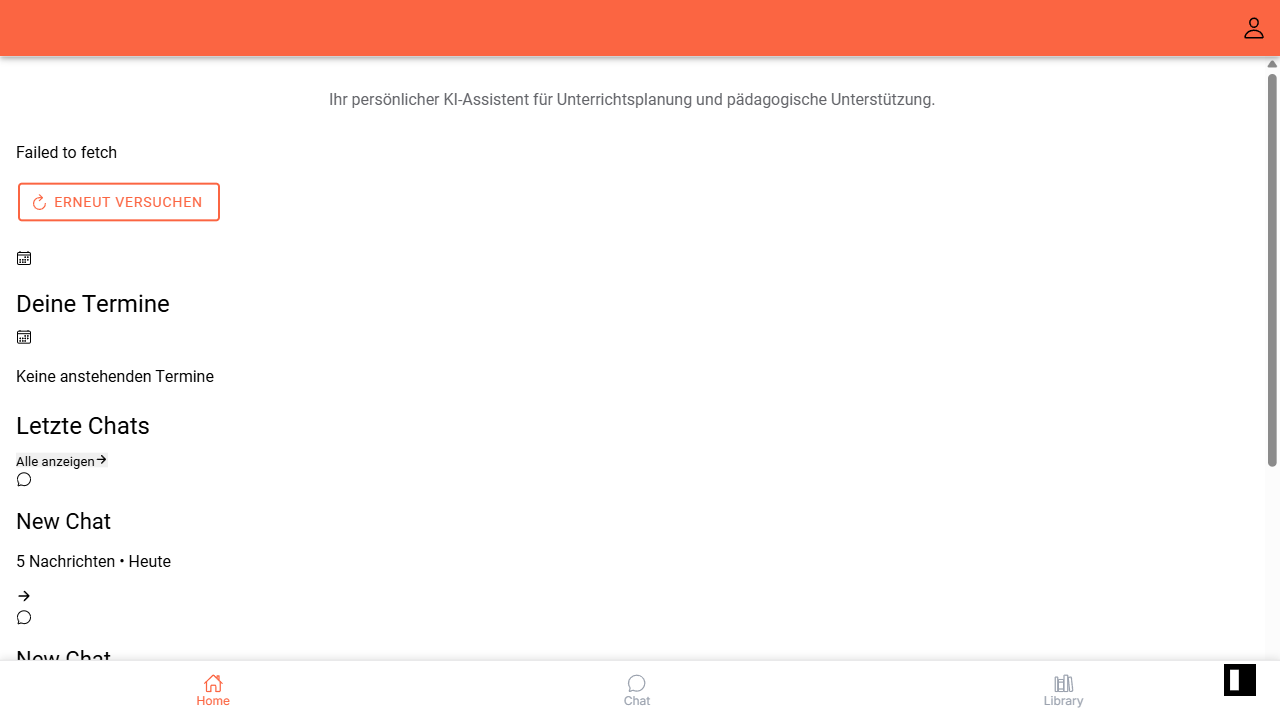 Ihr persönlicher KI-Assistent für Unterrichtsplanung und pädagogische Unterstützung.
Failed to fetch
ERNEUT VERSUCHEN
Deine Termine
Keine anstehenden Termine
Letzte Chats
Alle anzeigen
New Chat
5 Nachrichten • Heute
New Chat
Home
Chat
Library